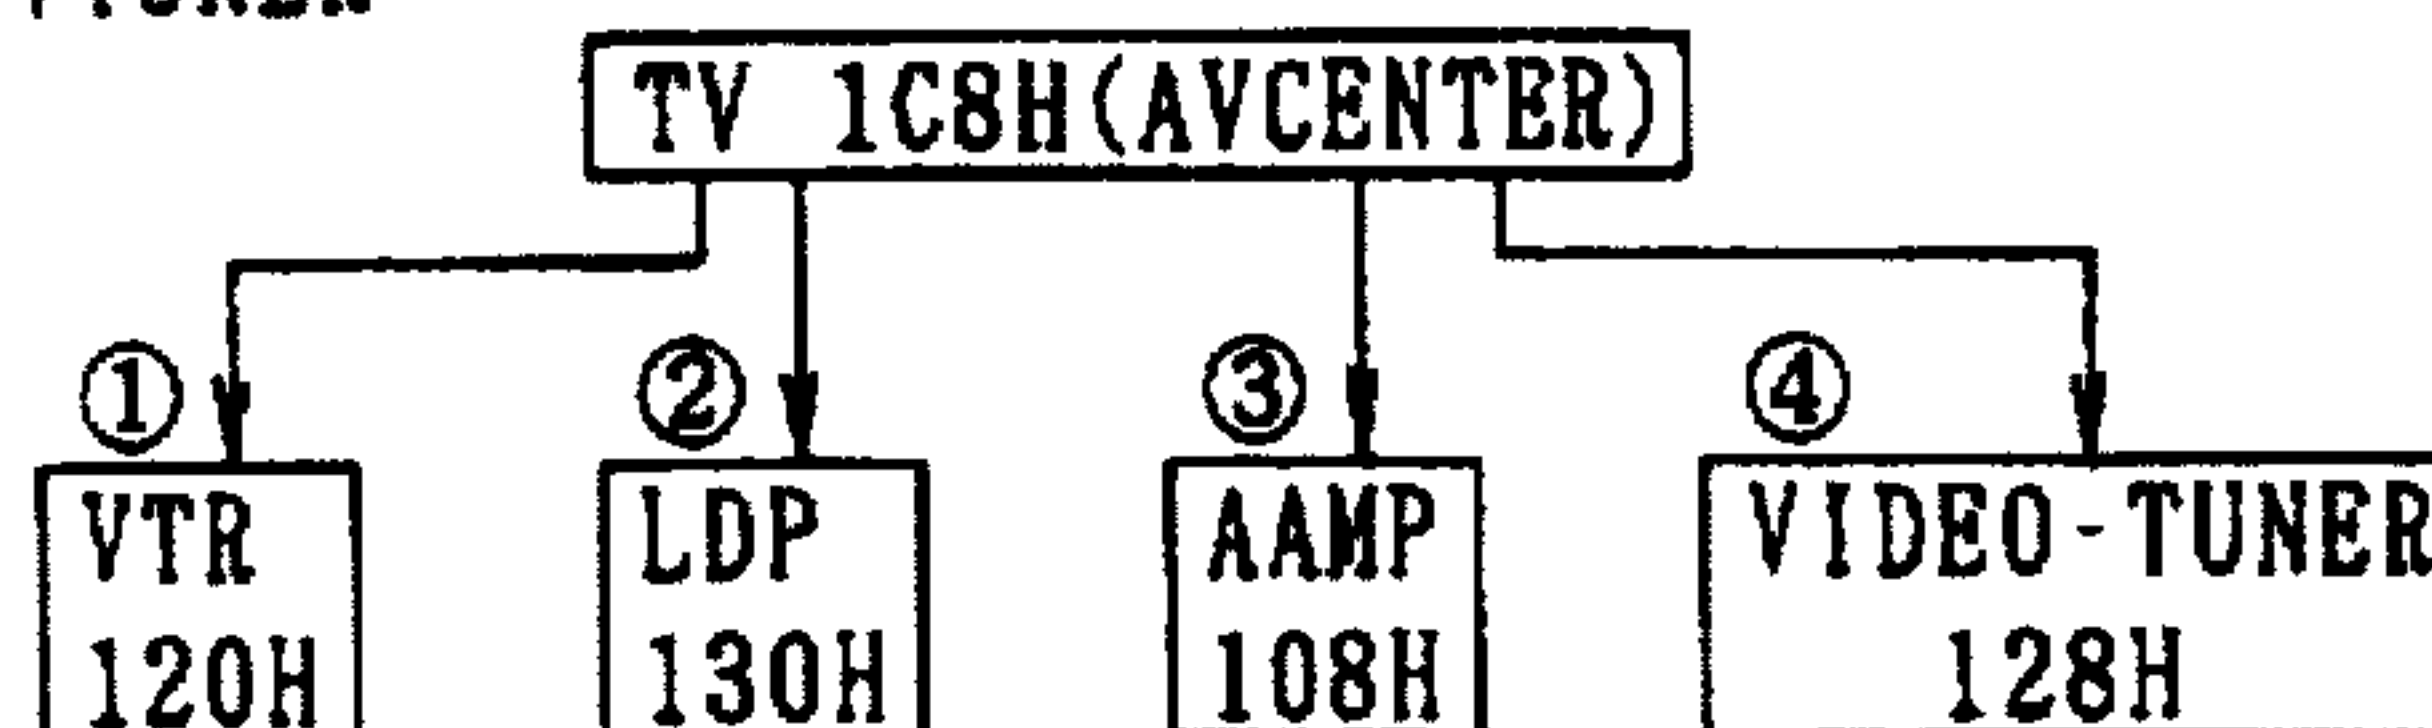 TV 1C8H(AVCENTER)
① ② ③ ④
VTR LDP AAMP VIDEO-TUNER
120H 130H 108H 128H